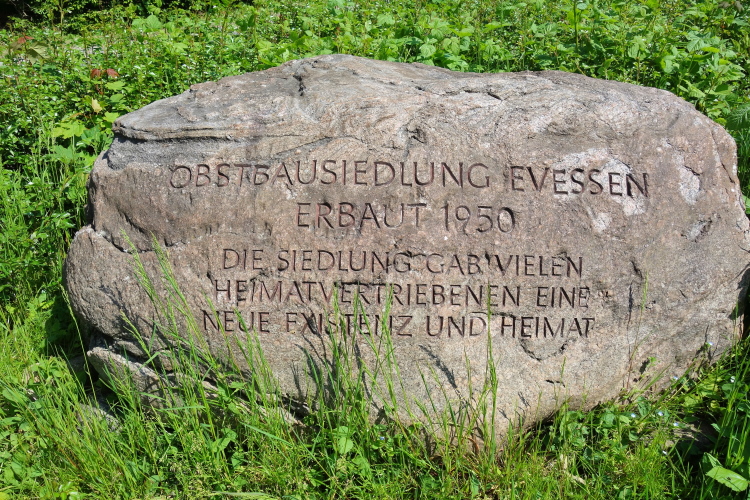 OBSTBAUSIEDLUNG EVESSEN
ERBAUT 1950
DIE SIEDLUNG GAB VIELEN
HEIMATVERTRIEBENEN EINE
NEUE EXISTENZ UND HEIMAT